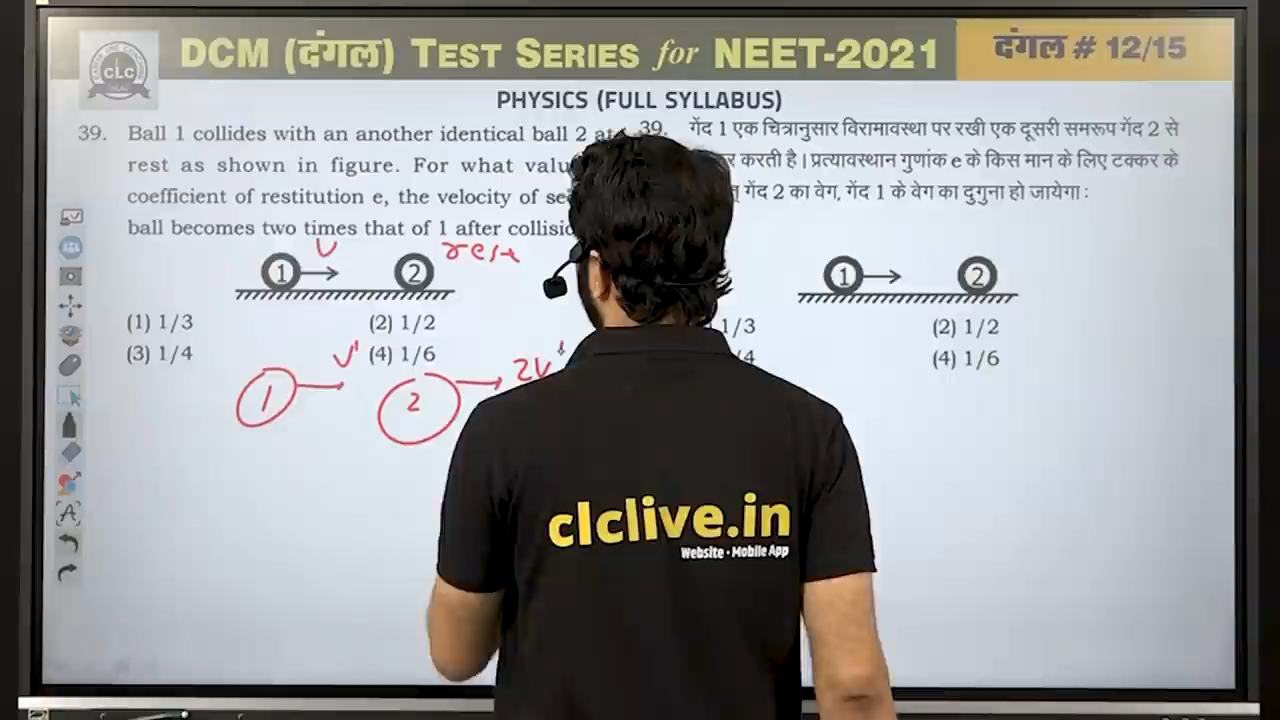 DCM (दंगल) TEST SERIES for NEET-2021
दंगल # 12/15
CLC
PHYSICS (FULL SYLLABUS)
39. Ball 1 collides with an another identical ball 2 at
rest as shown in figure. For what
coefficient of restitution e, the velocity of
ball becomes two times that of 1 after
v
rest
1 2
(1) 1/3 (2) 1/2
(3) 1/4 (4) 1/6
v'
2v'
1 2
39. गेंद 1 एक चित्रानुसार विरामावस्था पर रखी एक दूसरी समरूप गेंद 2 से
करती है। प्रत्यावस्थान गुणांक e के किस मान के लिए टक्कर के
गेंद 2 का वेग, गेंद 1 के वेग का दुगुना हो जायेगा :
1 2
1/3 (2) 1/2
(4) 1/6
A
clclive.in
Website • Mobile App